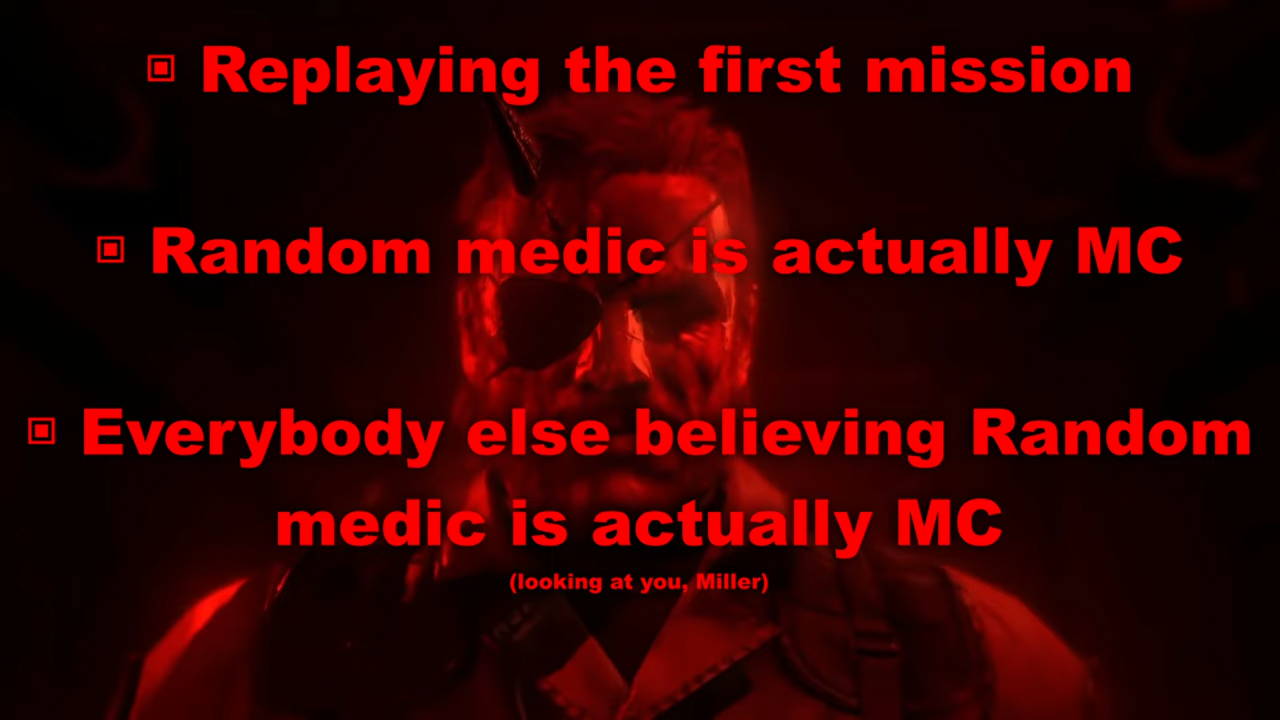 ▣ Replaying the first mission
▣ Random medic is actually MC
▣ Everybody else believing Random
medic is actually MC
(looking at you, Miller)